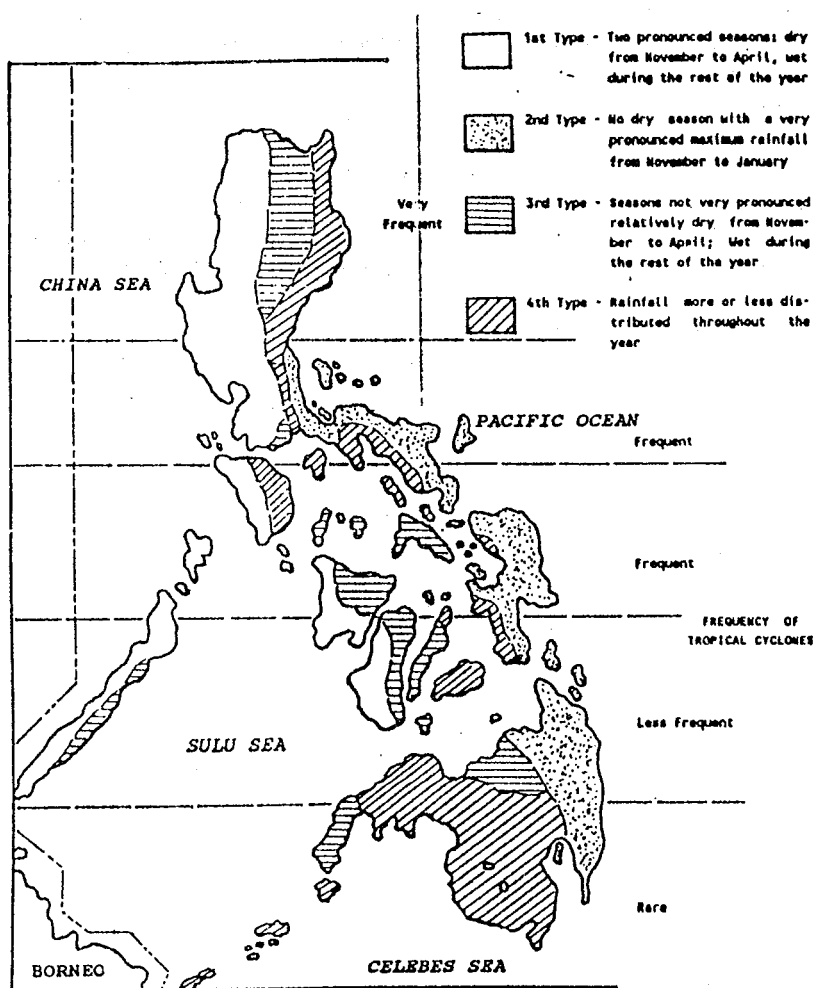 1st Type - Two pronounced seasons: dry
from November to April, wet
during the rest of the year
2nd Type - No dry season with a very
pronounced maximum rainfall
from November to January
3rd Type - Seasons not very pronounced
relatively dry from Novem-
ber to April; Wet during
the rest of the year
4th Type - Rainfall more or less dis-
tributed throughout the
year
Very
Frequent
CHINA SEA
PACIFIC OCEAN
Frequent
Frequent
FREQUENCY OF
TROPICAL CYCLONES
Less Frequent
SULU SEA
Rare
BORNEO
CELEBES SEA